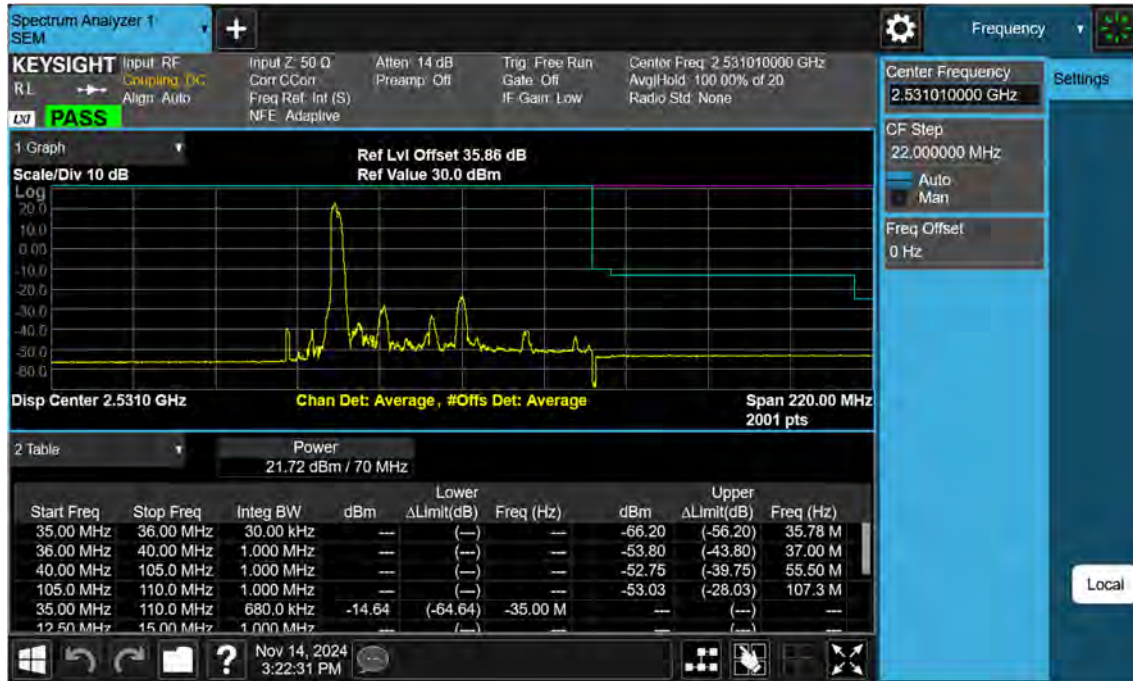 Spectrum Analyzer 1
SEM
+
Frequency
KEYSIGHT
RL
LXI
PASS
Input: RF
Coupling: DC
Align: Auto
Input Z: 50 Ω
Corr CCorr
Freq Ref: Int (S)
NFE: Adaptive
Atten: 14 dB
Preamp: Off
Trig: Free Run
Gate: Off
IF Gain: Low
Center Freq: 2.531010000 GHz
Avg|Hold: 100.00% of 20
Radio Std: None
Center Frequency
2.531010000 GHz
Settings
CF Step
22.000000 MHz
Auto
Man
Freq Offset
0 Hz
Local
1 Graph
Scale/Div 10 dB
Ref Lvl Offset 35.86 dB
Ref Value 30.0 dBm
Log
20.0
10.0
0.00
-10.0
-20.0
-30.0
-40.0
-50.0
-60.0
Disp Center 2.5310 GHz
Chan Det: Average, #Offs Det: Average
Span 220.00 MHz
2001 pts
2 Table
Power
21.72 dBm / 70 MHz
Lower Upper
Start Freq Stop Freq Integ BW dBm ΔLimit(dB) Freq (Hz) dBm ΔLimit(dB) Freq (Hz)
35.00 MHz 36.00 MHz 30.00 kHz --- (---) --- -66.20 (-56.20) 35.78 M
36.00 MHz 40.00 MHz 1.000 MHz --- (---) --- -53.80 (-43.80) 37.00 M
40.00 MHz 105.0 MHz 1.000 MHz --- (---) --- -52.75 (-39.75) 55.50 M
105.0 MHz 110.0 MHz 1.000 MHz --- (---) --- -53.03 (-28.03) 107.3 M
35.00 MHz 110.0 MHz 680.0 kHz -14.64 (-64.64) -35.00 M --- (---) ---
12.50 MHz 15.00 MHz 1.000 MHz --- (---) --- --- (---) ---
?
Nov 14, 2024
3:22:31 PM